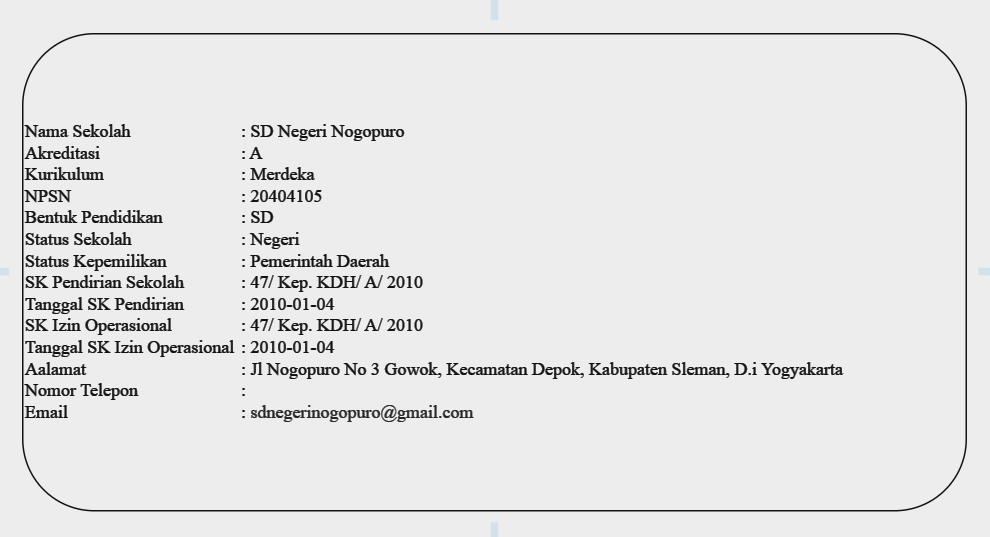 Nama Sekolah : SD Negeri Nogopuro
Akreditasi : A
Kurikulum : Merdeka
NPSN : 20404105
Bentuk Pendidikan : SD
Status Sekolah : Negeri
Status Kepemilikan : Pemerintah Daerah
SK Pendirian Sekolah : 47/ Kep. KDH/ A/ 2010
Tanggal SK Pendirian : 2010-01-04
SK Izin Operasional : 47/ Kep. KDH/ A/ 2010
Tanggal SK Izin Operasional : 2010-01-04
Aalamat : Jl Nogopuro No 3 Gowok, Kecamatan Depok, Kabupaten Sleman, D.i Yogyakarta
Nomor Telepon :
Email : sdnegerinogopuro@gmail.com